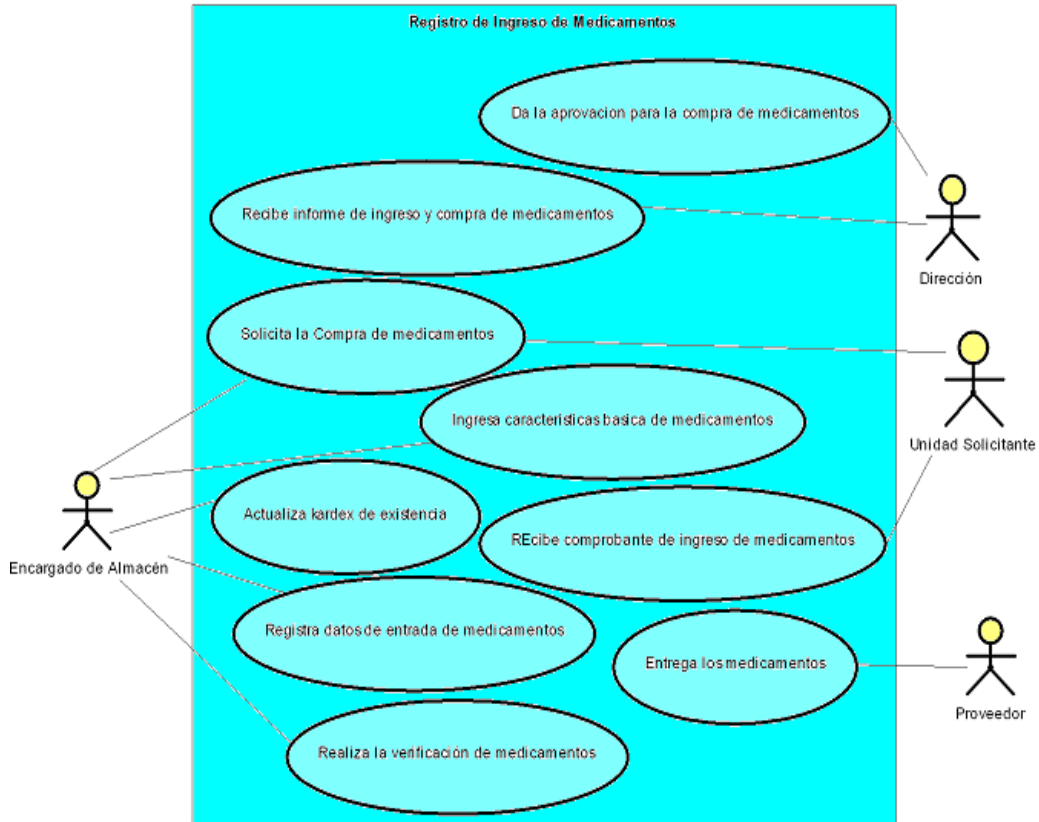 Registro de Ingreso de Medicamentos
Da la aprovacion para la compra de medicamentos
Recibe informe de ingreso y compra de medicamentos
Dirección
Solicita la Compra de medicamentos
Ingresa características basica de medicamentos
Unidad Solicitante
Actualiza kardex de existencia
REcibe comprobante de ingreso de medicamentos
Encargado de Almacén
Registra datos de entrada de medicamentos
Entrega los medicamentos
Proveedor
Realiza la verificación de medicamentos